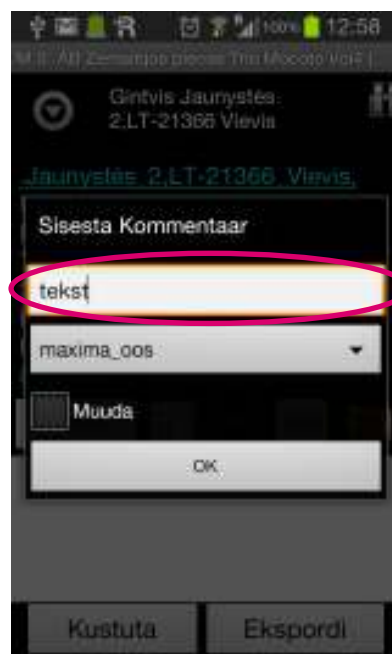 100% 12:58
Gintvis Jaunystės
2,LT-21366 Vievis
Jaunystės 2,LT-21366 Vievis,
Sisesta Kommentaar
tekst
maxima_oos
Muuda
OK
Kustuta
Ekspordi